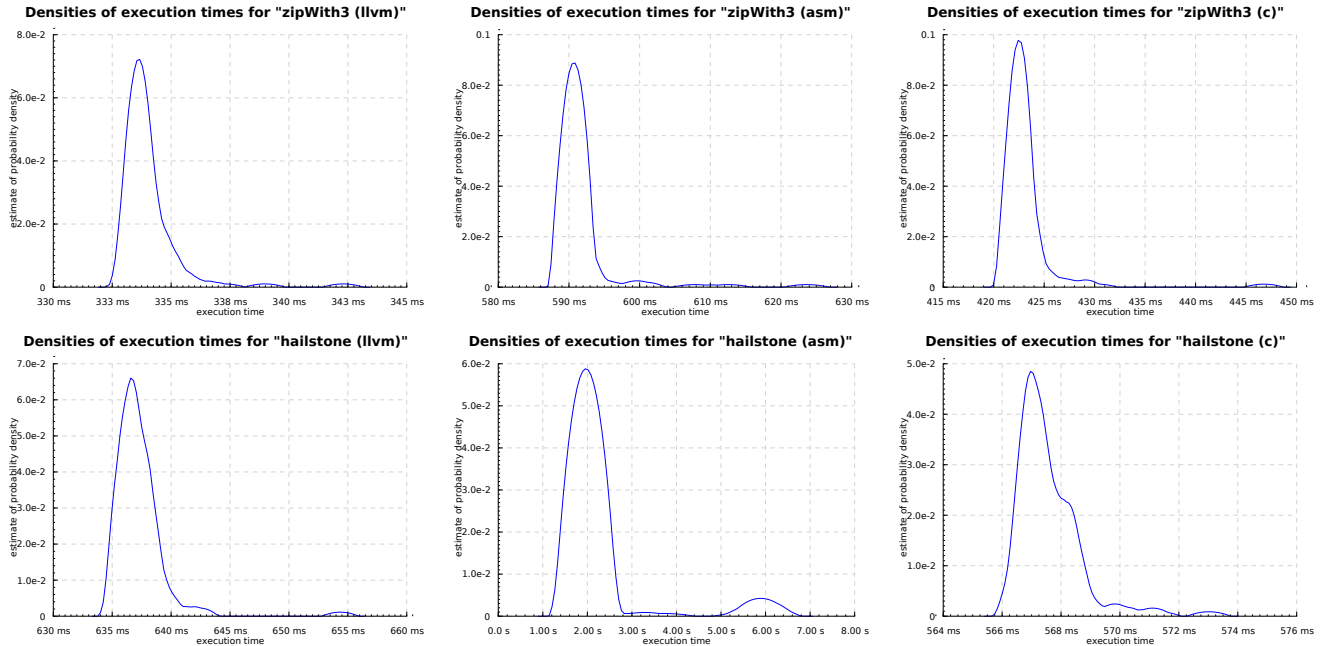 Densities of execution times for "zipWith3 (llvm)"
8.0e-2
6.0e-2
4.0e-2
2.0e-2
0
estimate of probability density
330 ms 333 ms 335 ms 338 ms 340 ms 343 ms 345 ms
execution time
Densities of execution times for "zipWith3 (asm)"
0.1
8.0e-2
6.0e-2
4.0e-2
2.0e-2
0
estimate of probability density
580 ms 590 ms 600 ms 610 ms 620 ms 630 ms
execution time
Densities of execution times for "zipWith3 (c)"
0.1
8.0e-2
6.0e-2
4.0e-2
2.0e-2
0
estimate of probability density
415 ms 420 ms 425 ms 430 ms 435 ms 440 ms 445 ms 450 ms
execution time
Densities of execution times for "hailstone (llvm)"
7.0e-2
6.0e-2
5.0e-2
4.0e-2
3.0e-2
2.0e-2
1.0e-2
0
estimate of probability density
630 ms 635 ms 640 ms 645 ms 650 ms 655 ms 660 ms
execution time
Densities of execution times for "hailstone (asm)"
6.0e-2
5.0e-2
4.0e-2
3.0e-2
2.0e-2
1.0e-2
0
estimate of probability density
0.0 s 1.00 s 2.00 s 3.00 s 4.00 s 5.00 s 6.00 s 7.00 s 8.00 s
execution time
Densities of execution times for "hailstone (c)"
5.0e-2
4.0e-2
3.0e-2
2.0e-2
1.0e-2
0
estimate of probability density
564 ms 566 ms 568 ms 570 ms 572 ms 574 ms 576 ms
execution time